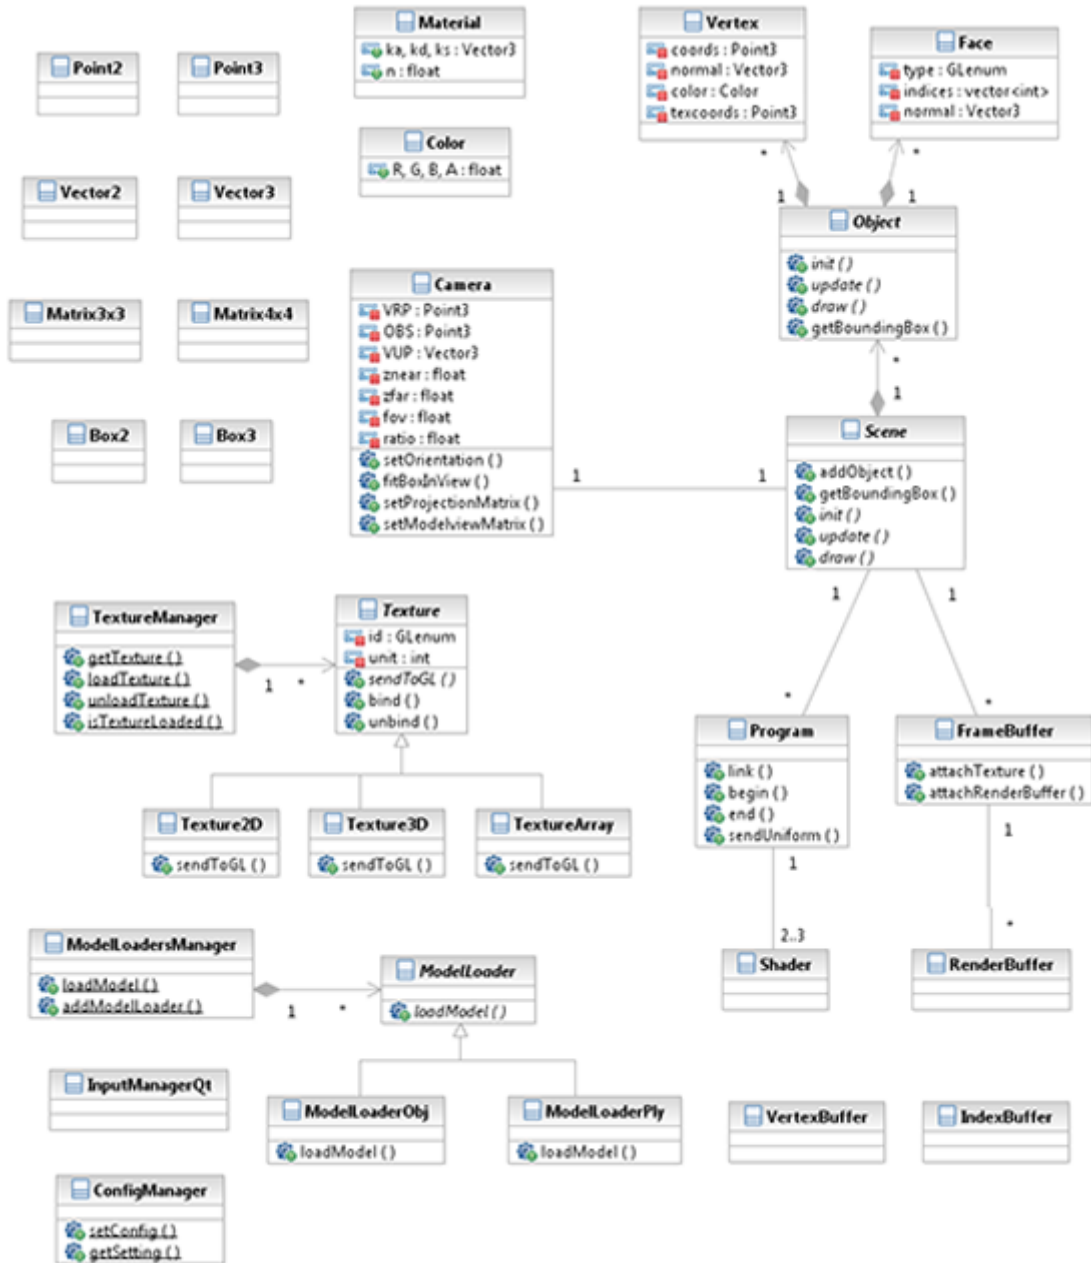 Point2
Point3
Vector2
Vector3
Matrix3x3
Matrix4x4
Box2
Box3
Material
ka, kd, ks : Vector3
n : float
Color
R, G, B, A : float
Camera
VRP : Point3
OBS : Point3
VUP : Vector3
znear : float
zfar : float
fov : float
ratio : float
setOrientation ( )
fitBoxInView ( )
setProjectionMatrix ( )
setModelviewMatrix ( )
1
1
Vertex
coords : Point3
normal : Vector3
color : Color
texcoords : Point3
Face
type : GLenum
indices : vector<int>
normal : Vector3
*
*
1
1
Object
init ( )
update ( )
draw ( )
getBoundingBox ( )
*
1
Scene
addObject ( )
getBoundingBox ( )
init ( )
update ( )
draw ( )
1
1
*
*
Program
link ( )
begin ( )
end ( )
sendUniform ( )
1
2..3
Shader
FrameBuffer
attachTexture ( )
attachRenderBuffer ( )
1
*
RenderBuffer
TextureManager
getTexture ( )
loadTexture ( )
unloadTexture ( )
isTextureLoaded ( )
1
*
Texture
id : GLenum
unit : int
sendToGL ( )
bind ( )
unbind ( )
Texture2D
sendToGL ( )
Texture3D
sendToGL ( )
TextureArray
sendToGL ( )
ModelLoadersManager
loadModel ( )
addModelLoader ( )
1
*
ModelLoader
loadModel ( )
ModelLoaderObj
loadModel ( )
ModelLoaderPly
loadModel ( )
InputManagerQt
VertexBuffer
IndexBuffer
ConfigManager
setConfig ( )
getSetting ( )